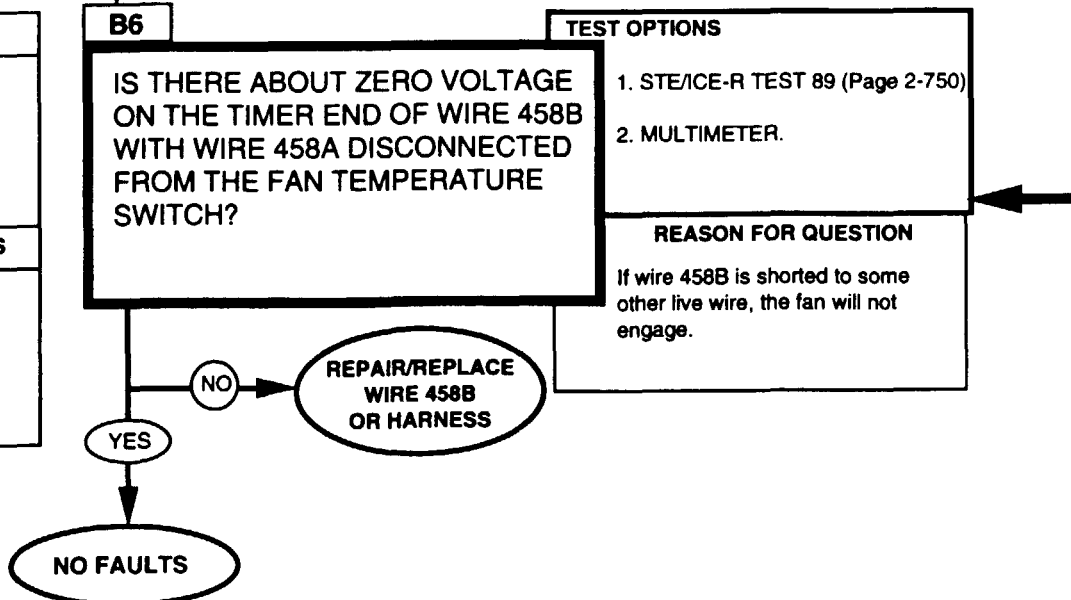 B6
IS THERE ABOUT ZERO VOLTAGE
ON THE TIMER END OF WIRE 458B
WITH WIRE 458A DISCONNECTED
FROM THE FAN TEMPERATURE
SWITCH?
TEST OPTIONS
1. STE/ICE-R TEST 89 (Page 2-750)
2. MULTIMETER.
REASON FOR QUESTION
If wire 458B is shorted to some
other live wire, the fan will not
engage.
S
NO
REPAIR/REPLACE
WIRE 458B
OR HARNESS
YES
NO FAULTS